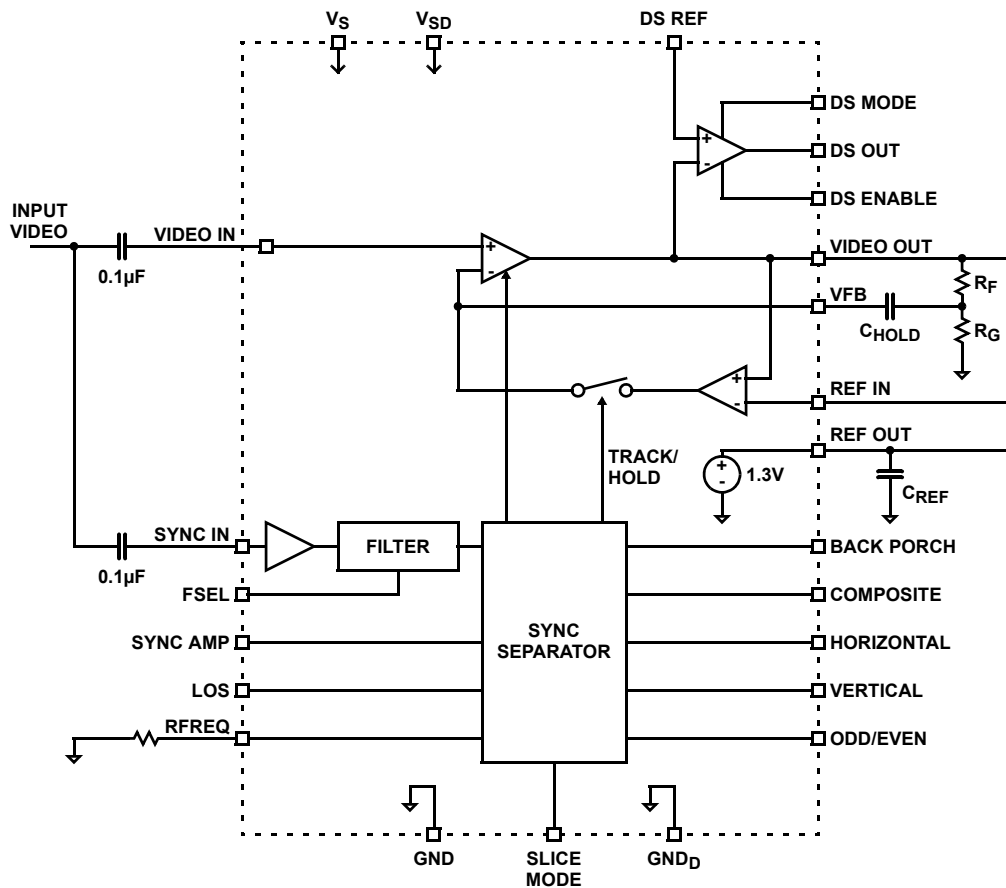 VS
VSD
DS REF
DS MODE
+
-
DS OUT
DS ENABLE
INPUT
VIDEO
VIDEO IN
0.1µF
+
-
VIDEO OUT
RF
VFB
CHOLD
RG
+
-
REF IN
REF OUT
TRACK/
HOLD
+
-
1.3V
CREF
SYNC IN
0.1µF
FILTER
BACK PORCH
FSEL
COMPOSITE
SYNC
SEPARATOR
SYNC AMP
HORIZONTAL
LOS
VERTICAL
RFREQ
ODD/EVEN
GND
SLICE
MODE
GNDD